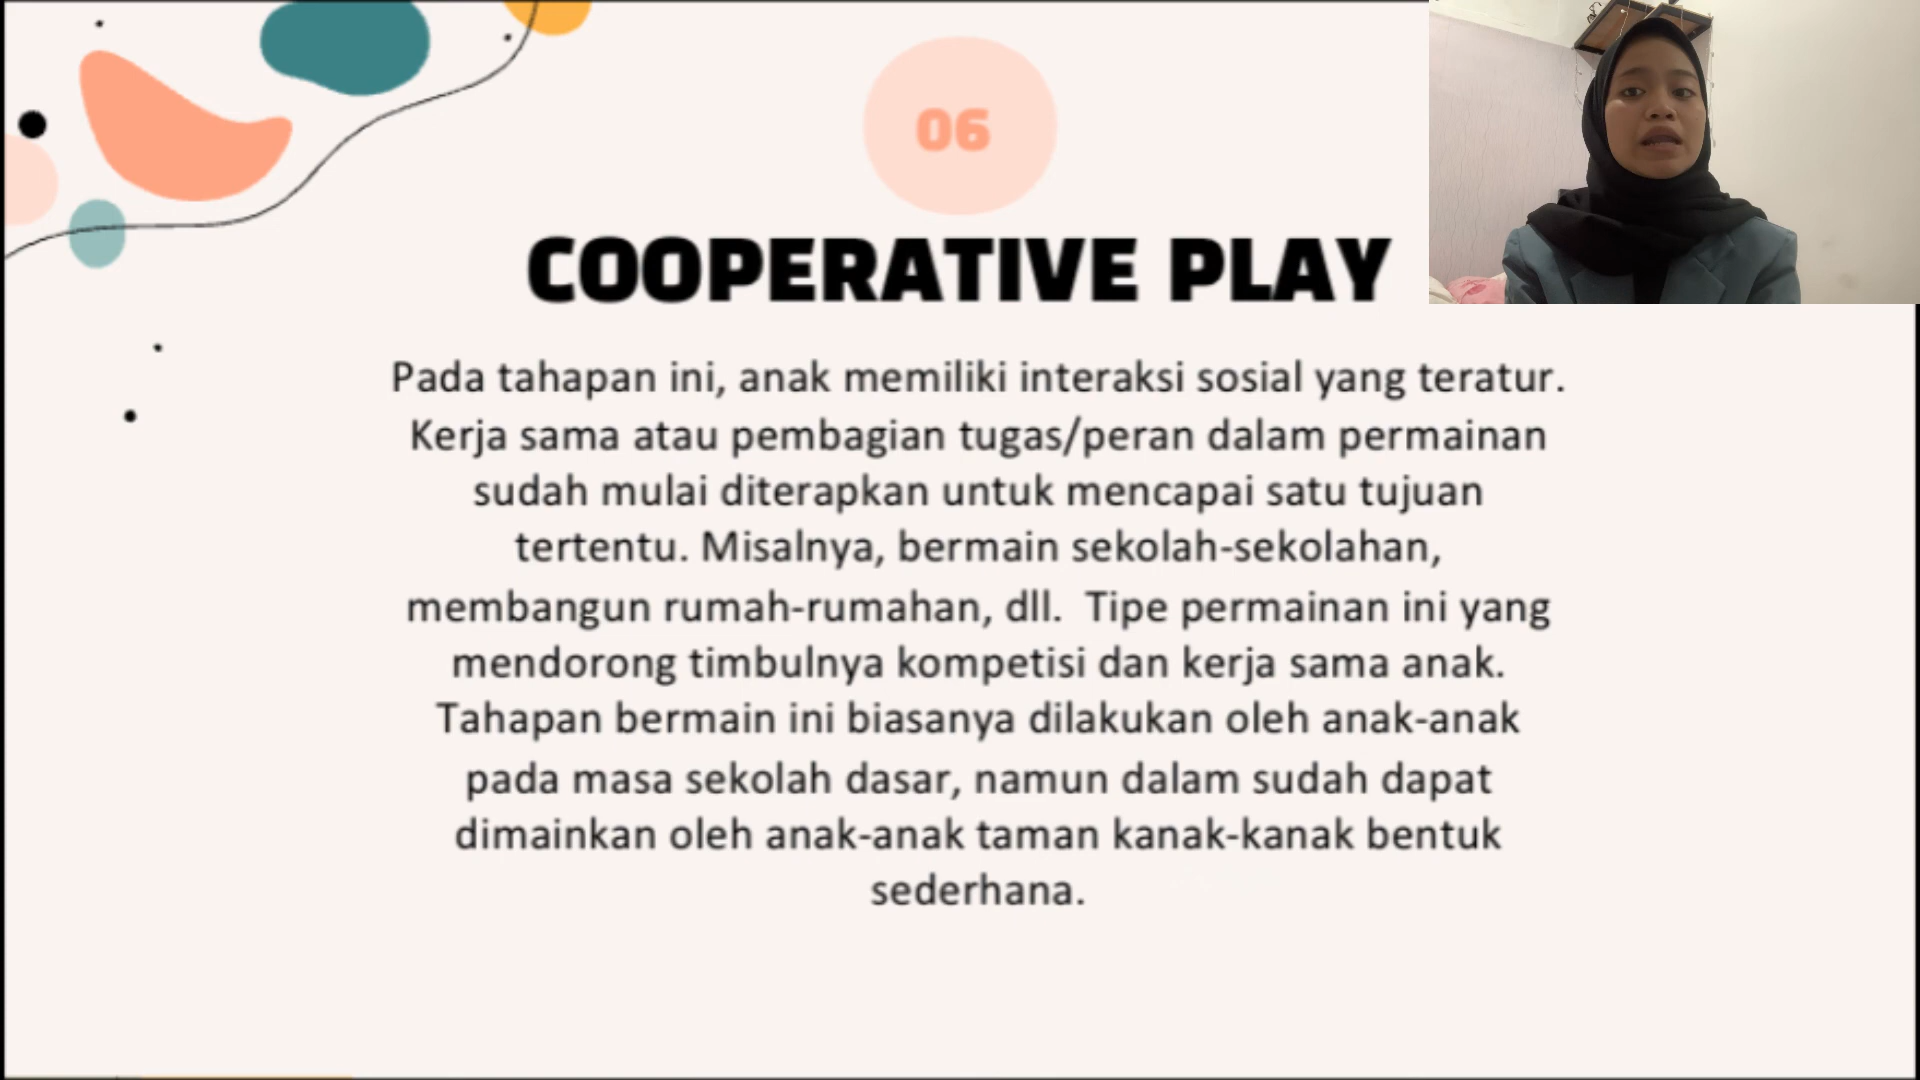 06
COOPERATIVE PLAY
Pada tahapan ini, anak memiliki interaksi sosial yang teratur.
Kerja sama atau pembagian tugas/peran dalam permainan
sudah mulai diterapkan untuk mencapai satu tujuan
tertentu. Misalnya, bermain sekolah-sekolahan,
membangun rumah-rumahan, dll.  Tipe permainan ini yang
mendorong timbulnya kompetisi dan kerja sama anak.
Tahapan bermain ini biasanya dilakukan oleh anak-anak
pada masa sekolah dasar, namun dalam sudah dapat
dimainkan oleh anak-anak taman kanak-kanak bentuk
sederhana.